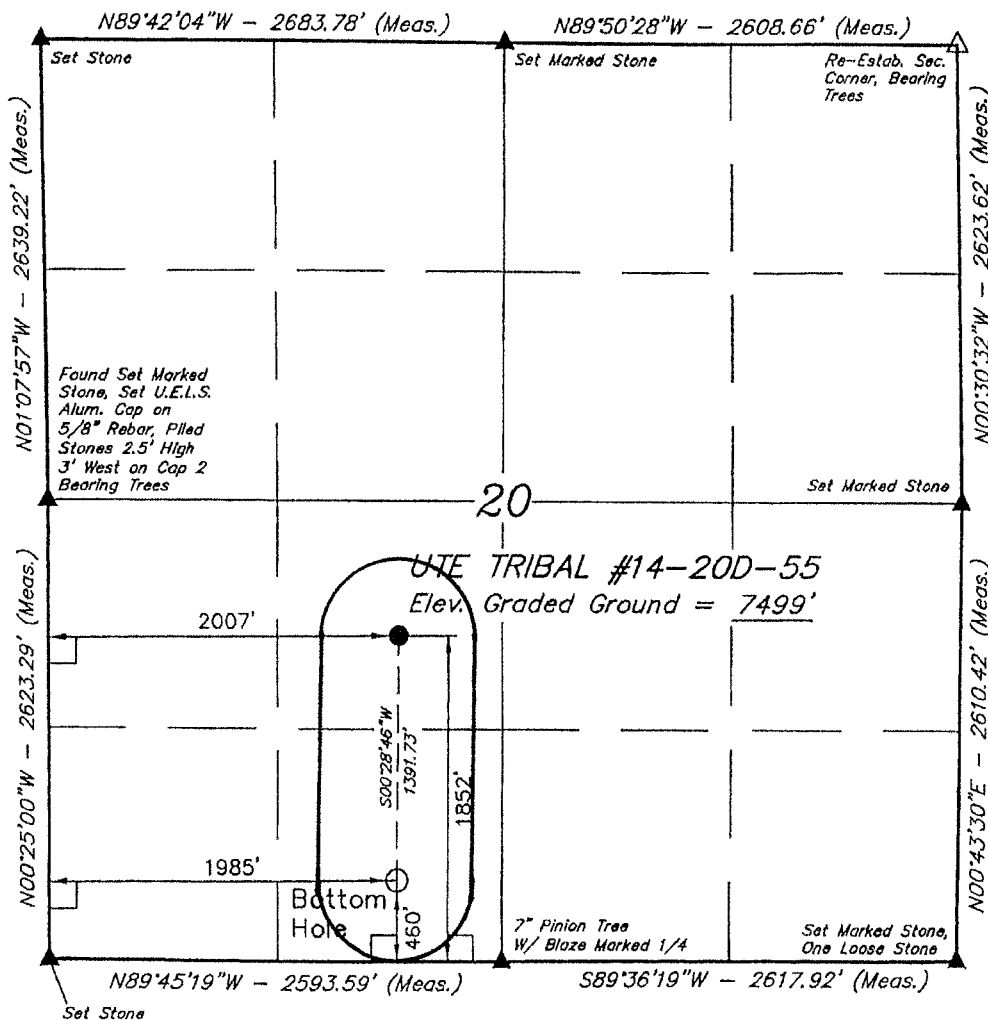 N89°42'04"W - 2683.78' (Meas.)
N89°50'28"W - 2608.66' (Meas.)
Set Stone
Set Marked Stone
Re-Estab. Sec.
Corner, Bearing
Trees
N01°07'57"W - 2639.22' (Meas.)
N00°30'32"W - 2623.62' (Meas.)
Found Set Marked
Stone, Set U.E.L.S.
Alum. Cap on
5/8" Rebar, Piled
Stones 2.5' High
3' West on Cap 2
Bearing Trees
20
Set Marked Stone
UTE TRIBAL #14-20D-55
Elev. Graded Ground = 7499'
N00°25'00"W - 2623.29' (Meas.)
N00°43'30"E - 2610.42' (Meas.)
2007'
S00°28'46"W
1391.73'
1852'
1985'
Bottom
Hole
460'
7" Pinion Tree
W/ Blaze Marked 1/4
Set Marked Stone,
One Loose Stone
N89°45'19"W - 2593.59' (Meas.)
S89°36'19"W - 2617.92' (Meas.)
Set Stone